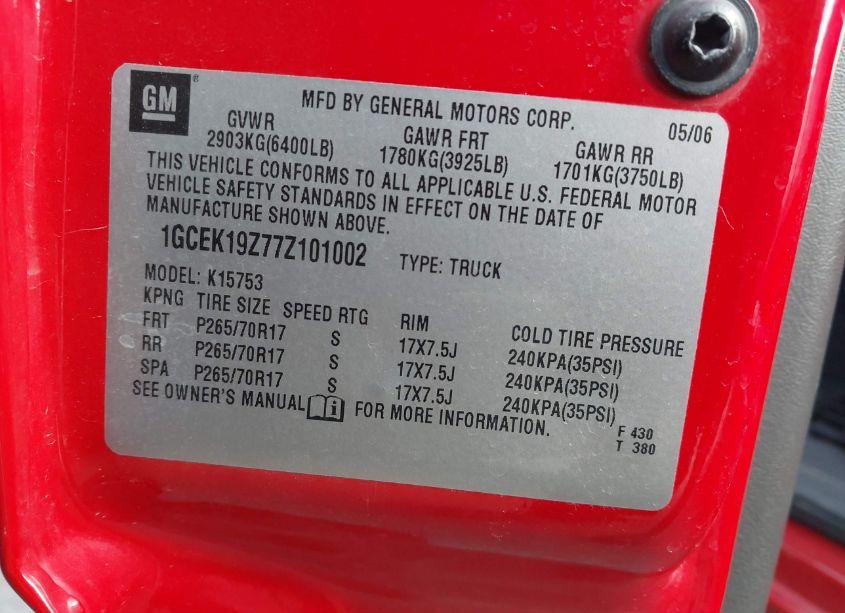 GM®
MFD BY GENERAL MOTORS CORP. 05/06
GVWR GAWR FRT GAWR RR
2903KG(6400LB) 1780KG(3925LB) 1701KG(3750LB)
THIS VEHICLE CONFORMS TO ALL APPLICABLE U.S. FEDERAL MOTOR
VEHICLE SAFETY STANDARDS IN EFFECT ON THE DATE OF
MANUFACTURE SHOWN ABOVE.
1GCEK19Z77Z101002 TYPE: TRUCK
MODEL: K15753
KPNG TIRE SIZE SPEED RTG RIM COLD TIRE PRESSURE
FRT P265/70R17 S 17X7.5J 240KPA(35PSI)
RR P265/70R17 S 17X7.5J 240KPA(35PSI)
SPA P265/70R17 S 17X7.5J 240KPA(35PSI)
SEE OWNER'S MANUAL FOR MORE INFORMATION.
F 430
T 380